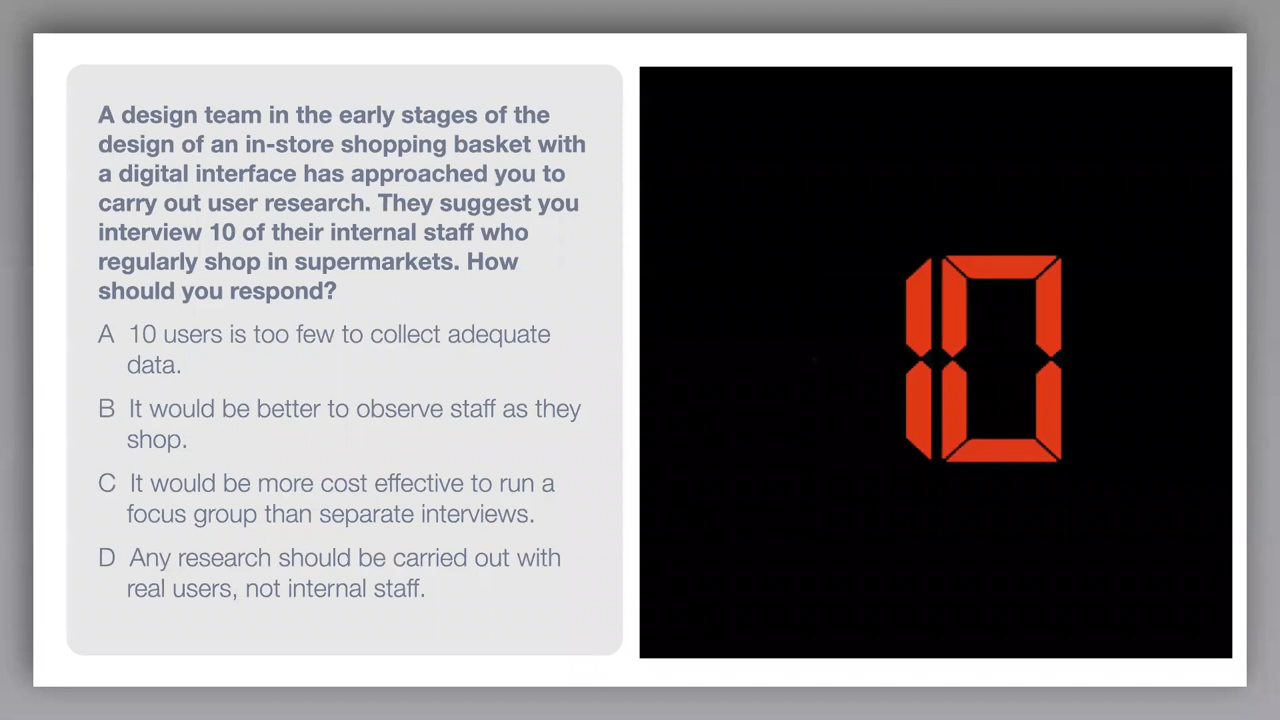 A design team in the early stages of the
design of an in-store shopping basket with
a digital interface has approached you to
carry out user research. They suggest you
interview 10 of their internal staff who
regularly shop in supermarkets. How
should you respond?
A 10 users is too few to collect adequate
data.
B It would be better to observe staff as they
shop.
C It would be more cost effective to run a
focus group than separate interviews.
D Any research should be carried out with
real users, not internal staff.
10